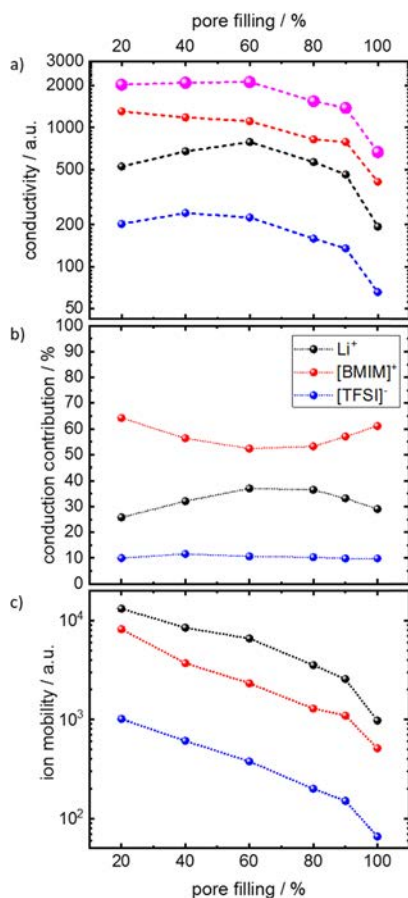 pore filling / %
20 40 60 80 100
a)
3000
2000
1000
500
200
100
50
conductivity / a.u.
b)
100
90
80
70
60
50
40
30
20
10
0
conduction contribution / %
Li⁺
[BMIM]⁺
[TFSI]⁻
c)
10⁴
10³
10²
ion mobility / a.u.
20 40 60 80 100
pore filling / %